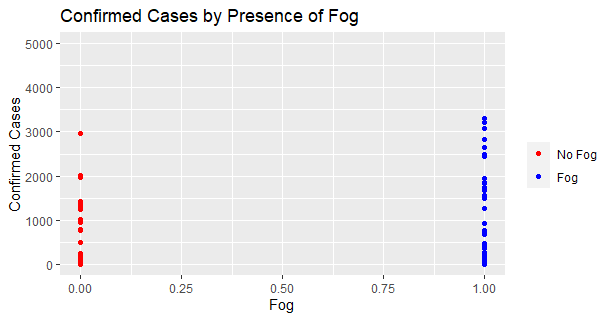 Confirmed Cases by Presence of Fog
Confirmed Cases
5000
4000
3000
2000
1000
0
0.00 0.25 0.50 0.75 1.00
Fog
No Fog
Fog